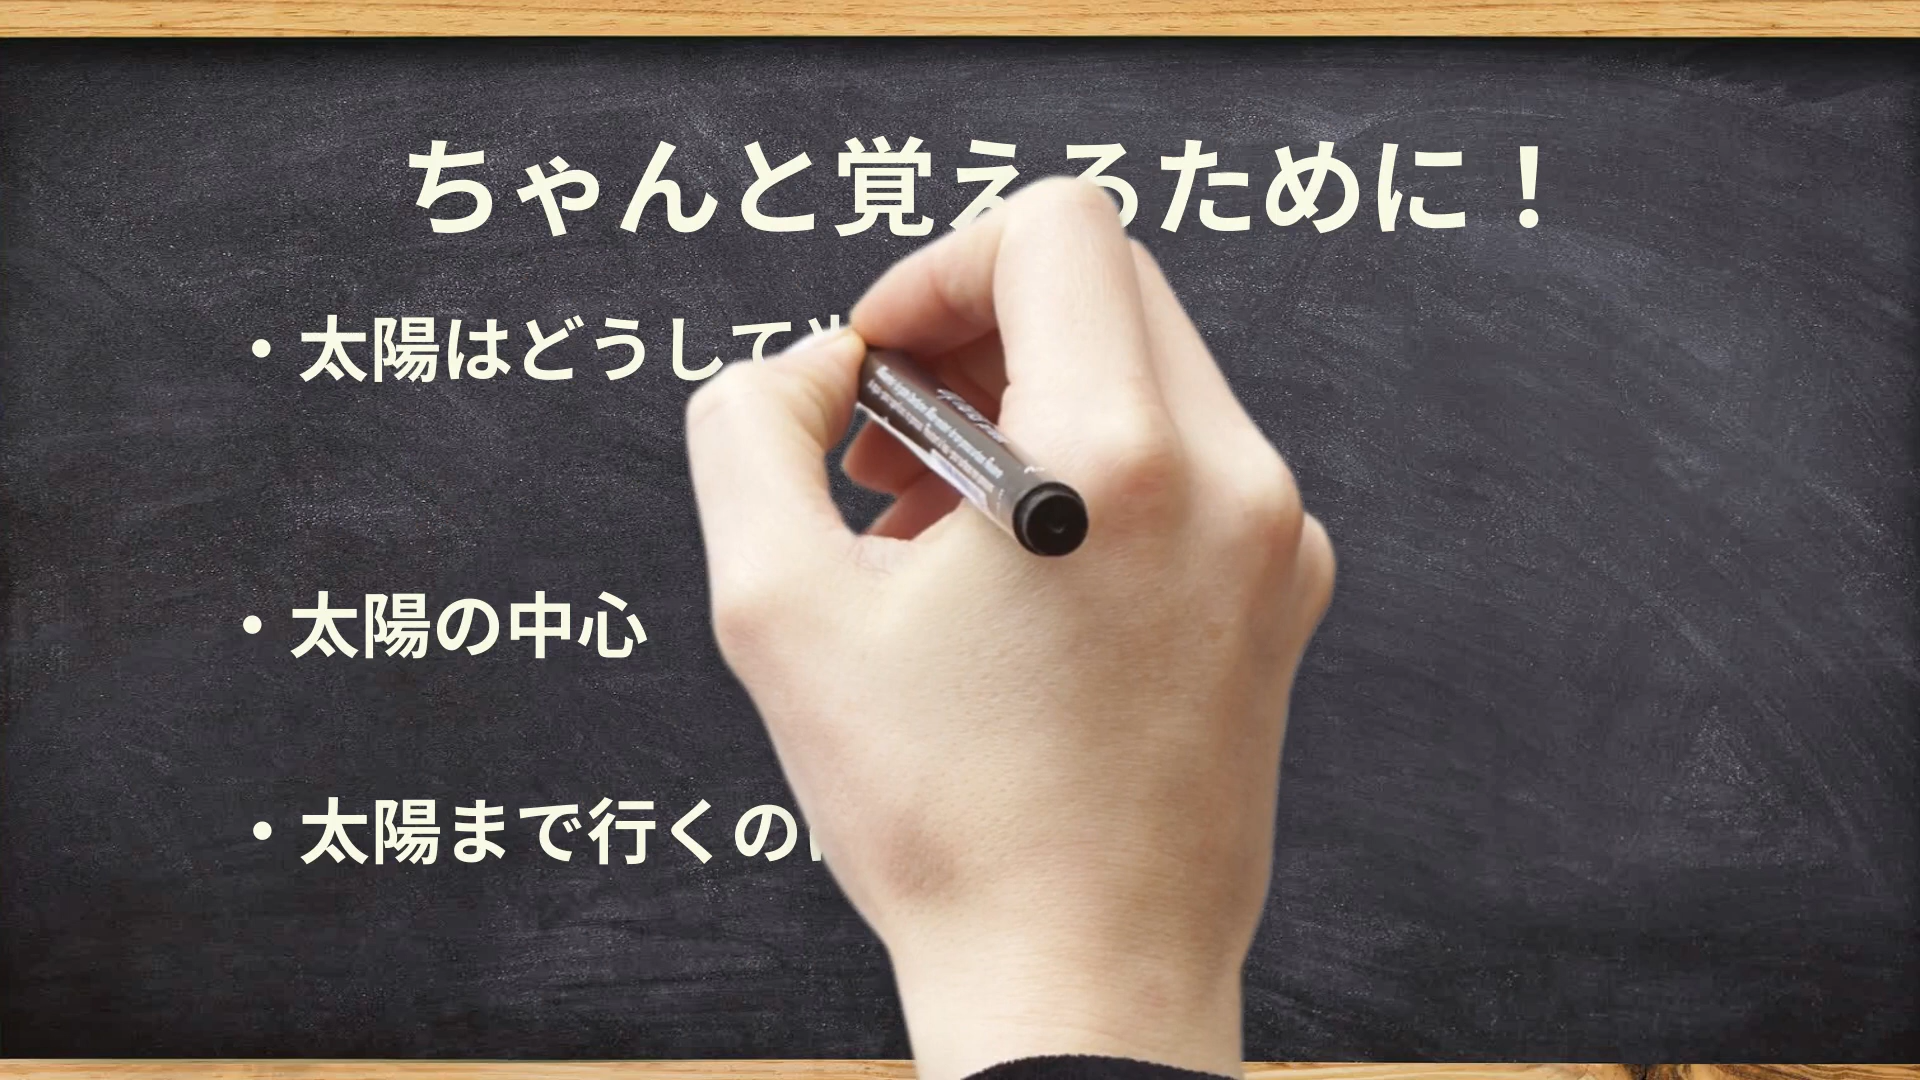 ちゃんと覚えるために！
・太陽はどうして
・太陽の中心
・太陽まで行くの